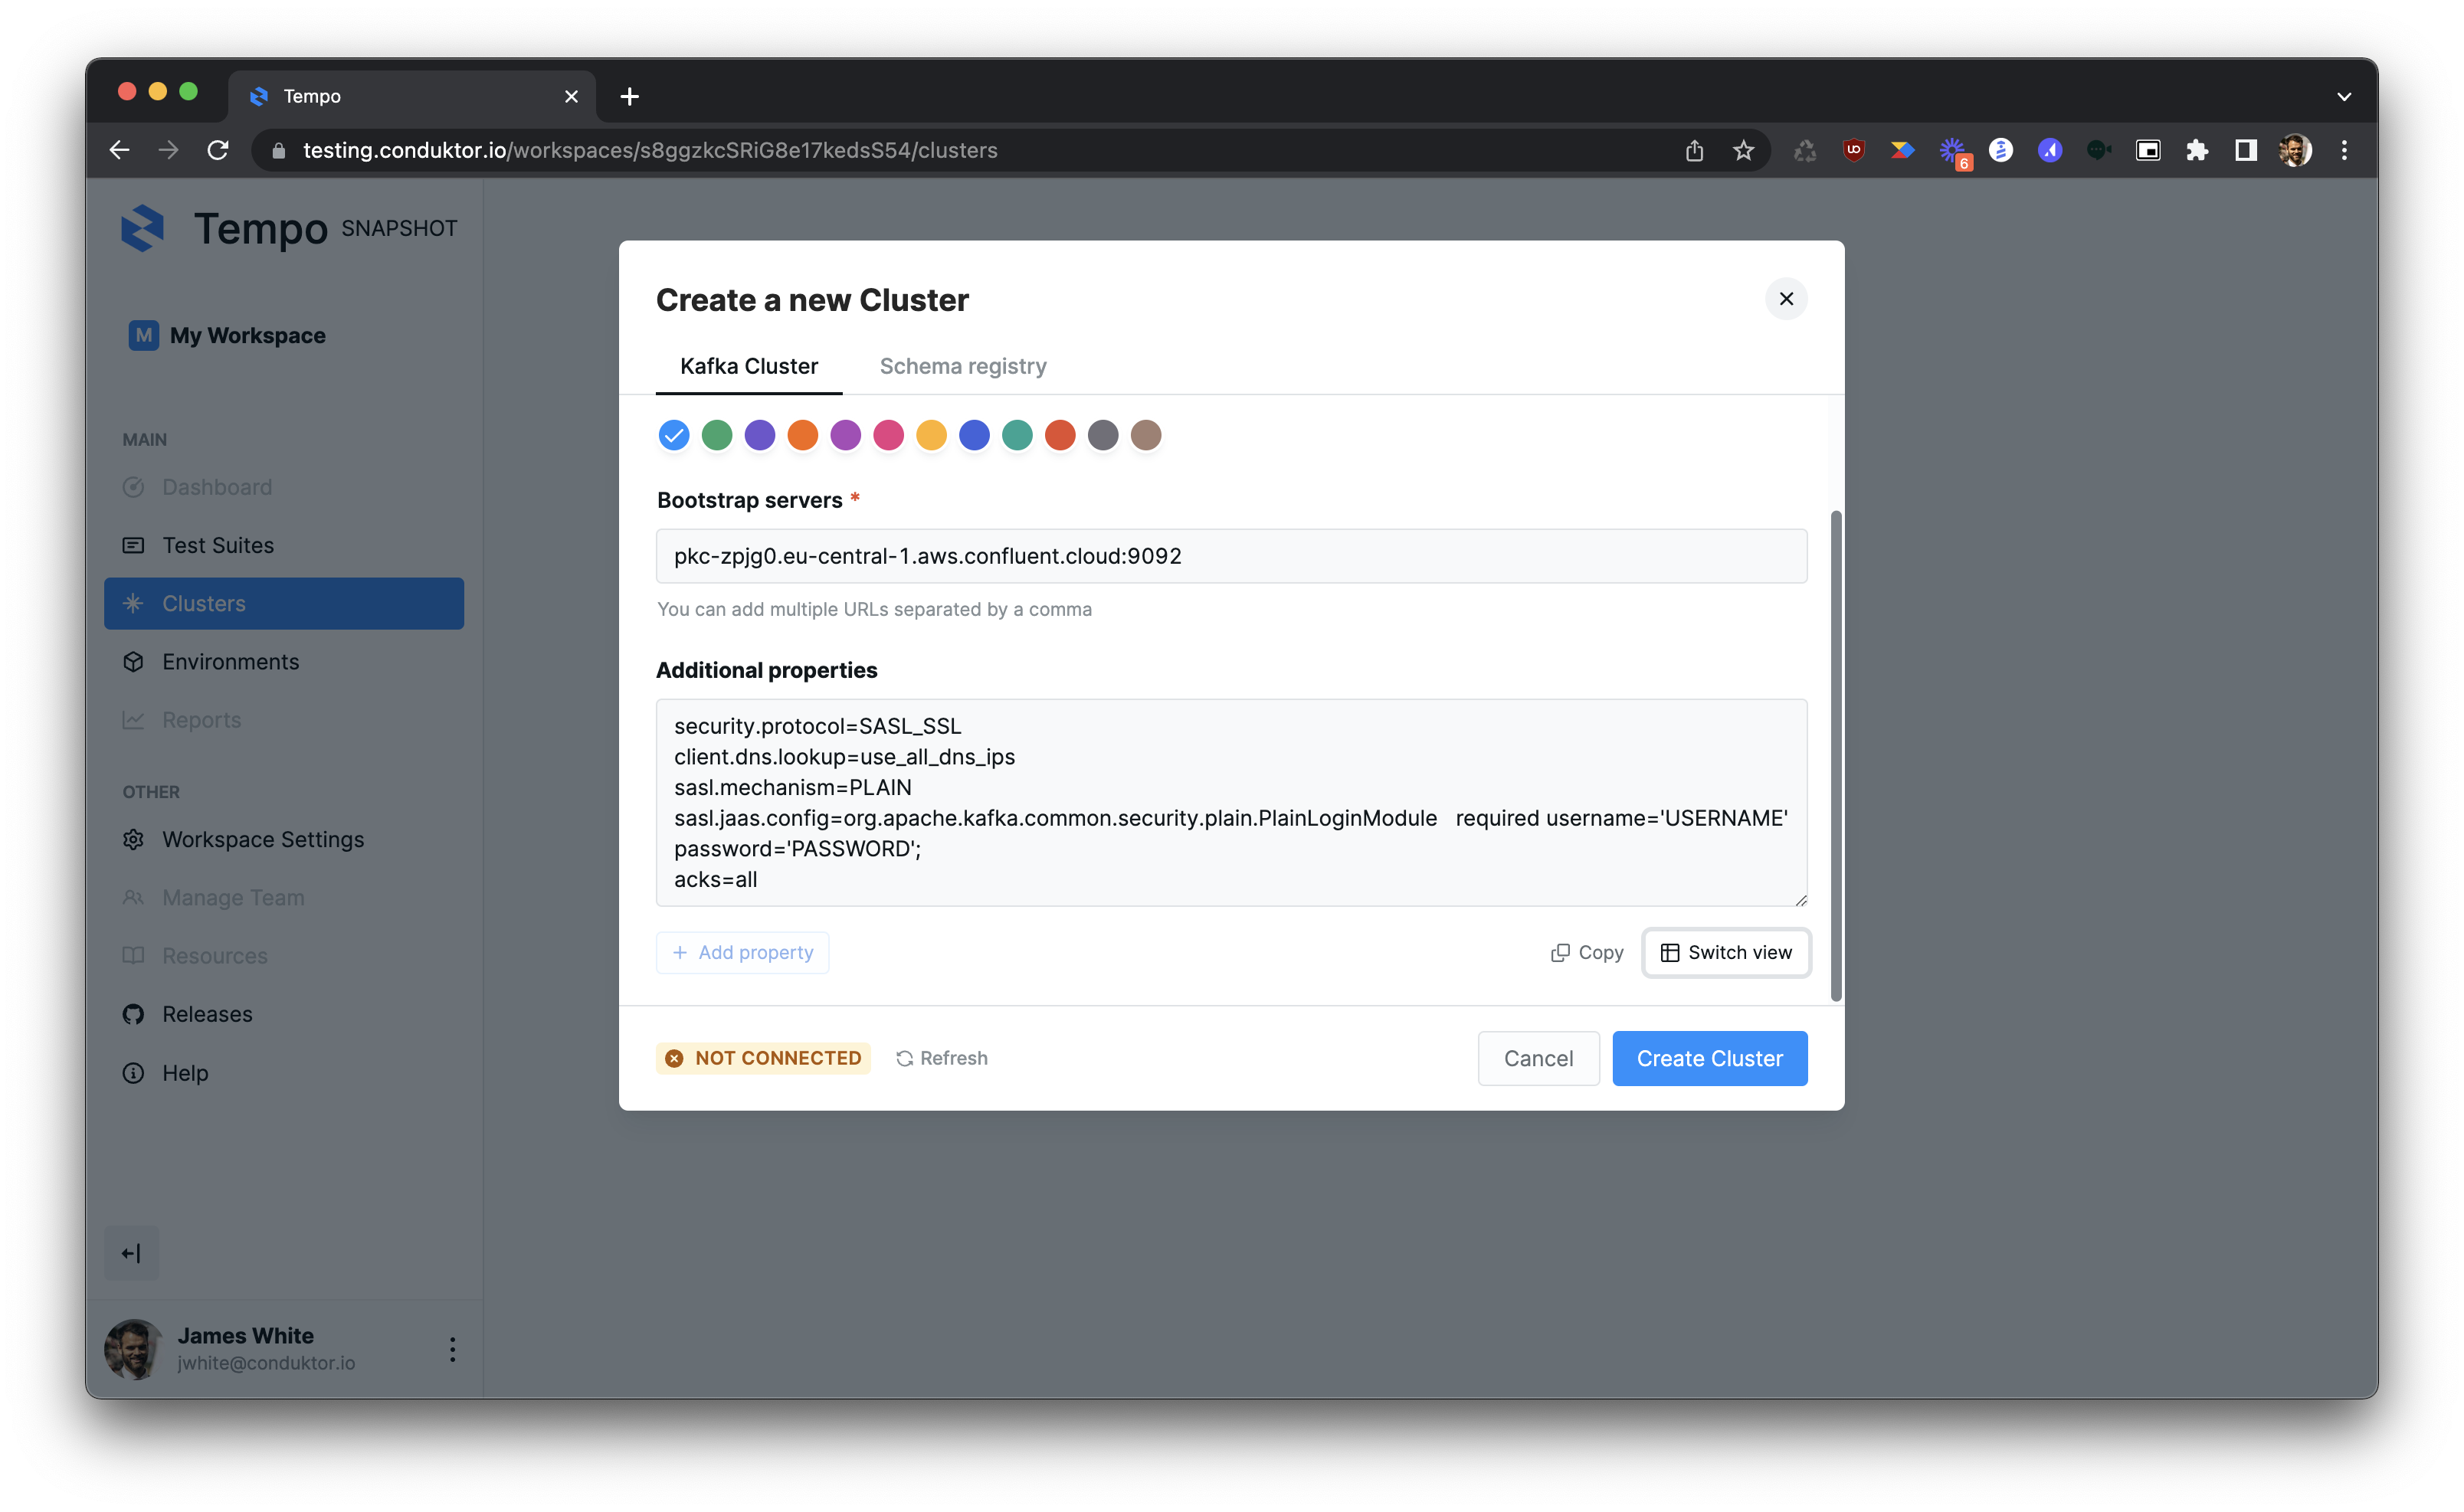 Tempo
testing.conduktor.io/workspaces/s8ggzkcSRiG8e17kedsS54/clusters
UO
6
Tempo SNAPSHOT
M My Workspace
MAIN
Dashboard
Test Suites
Clusters
Environments
Reports
OTHER
Workspace Settings
Manage Team
Resources
Releases
Help
James White
jwhite@conduktor.io
Create a new Cluster
Kafka Cluster Schema registry
Bootstrap servers *
pkc-zpjg0.eu-central-1.aws.confluent.cloud:9092
You can add multiple URLs separated by a comma
Additional properties
security.protocol=SASL_SSL
client.dns.lookup=use_all_dns_ips
sasl.mechanism=PLAIN
sasl.jaas.config=org.apache.kafka.common.security.plain.PlainLoginModule   required username='USERNAME'
password='PASSWORD';
acks=all
+ Add property Copy Switch view
NOT CONNECTED Refresh Cancel Create Cluster